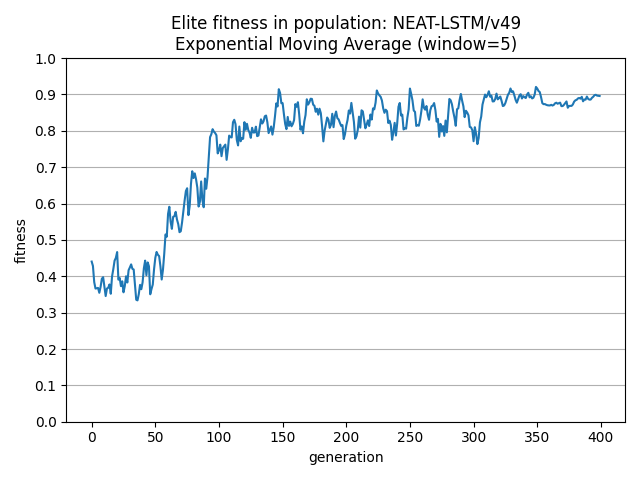 Elite fitness in population: NEAT-LSTM/v49
Exponential Moving Average (window=5)
1.0
0.9
0.8
0.7
0.6
0.5
0.4
0.3
0.2
0.1
0.0
fitness
0 50 100 150 200 250 300 350 400
generation